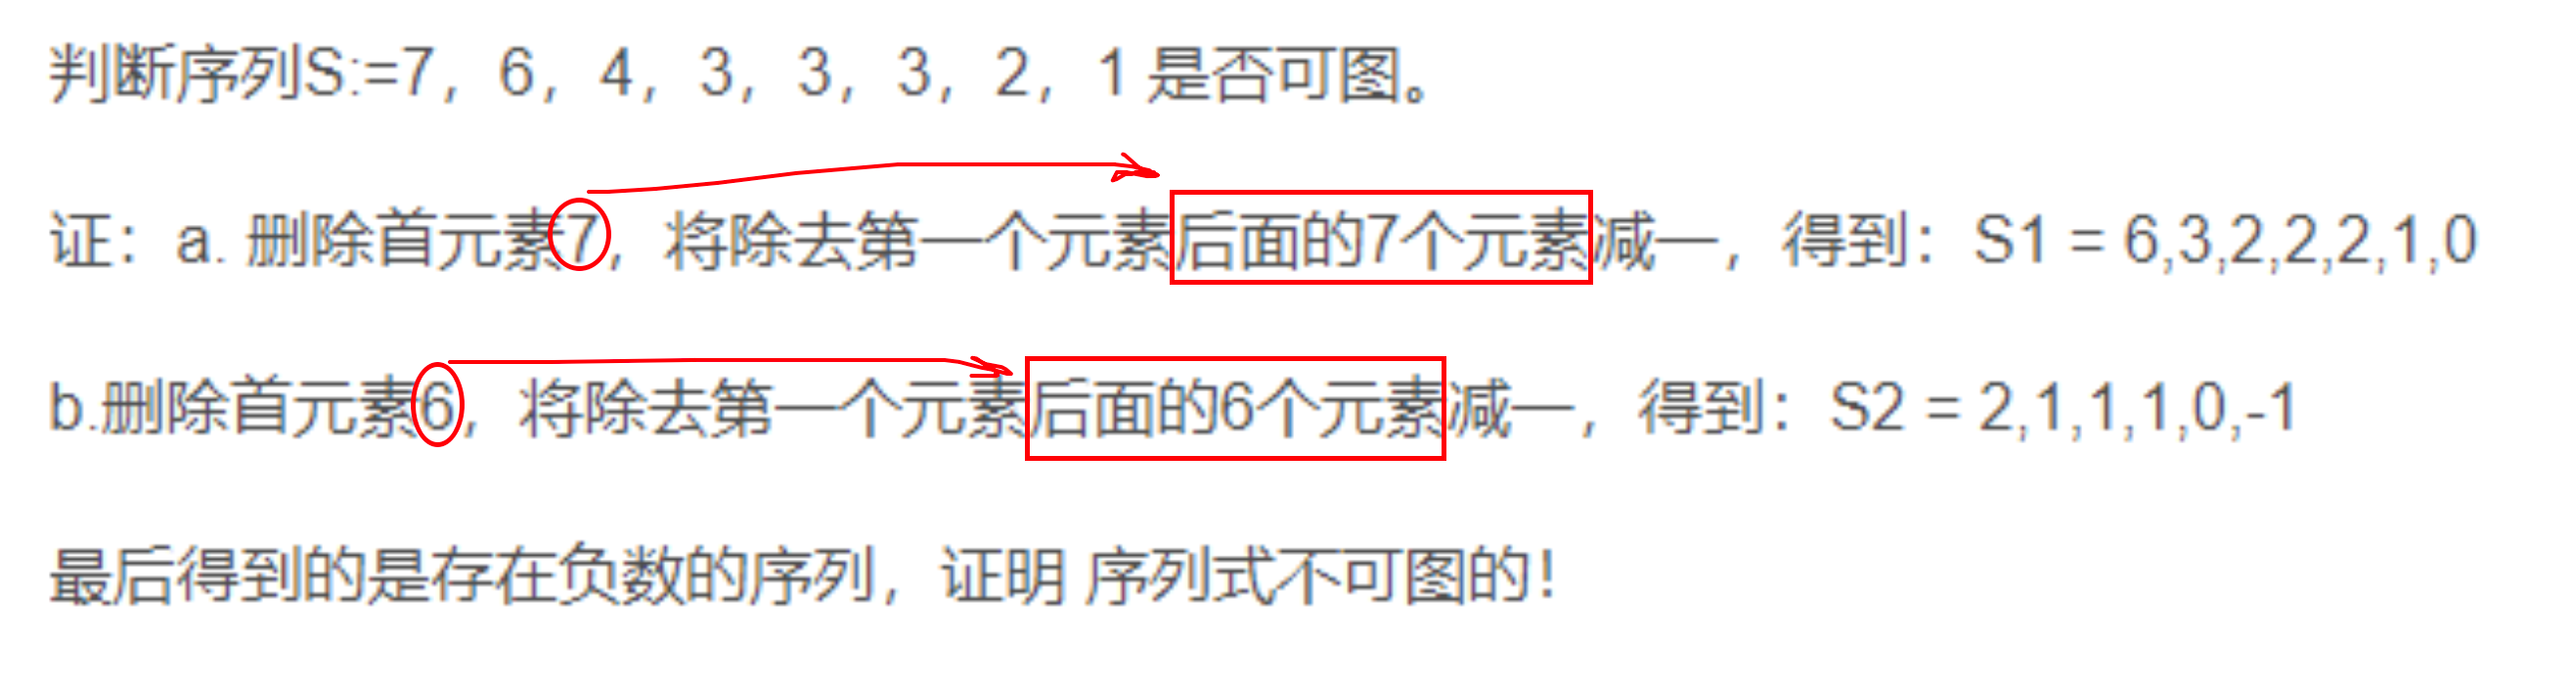 判断序列S:=7，6，4，3，3，3，2，1 是否可图。
证：a. 删除首元素7，将除去第一个元素后面的7个元素减一，得到：S1 = 6,3,2,2,2,1,0
b.删除首元素6，将除去第一个元素后面的6个元素减一，得到：S2 = 2,1,1,1,0,-1
最后得到的是存在负数的序列，证明 序列式不可图的！